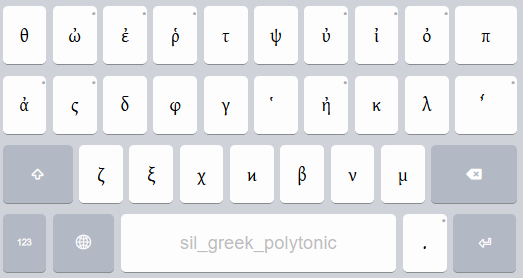 θ ὠ ἐ ῤ τ ψ ὐ ἰ ὀ π
ἀ ς δ φ γ ῾ ἠ κ λ
ζ ξ χ ͷ β ν μ
123 sil_greek_polytonic .